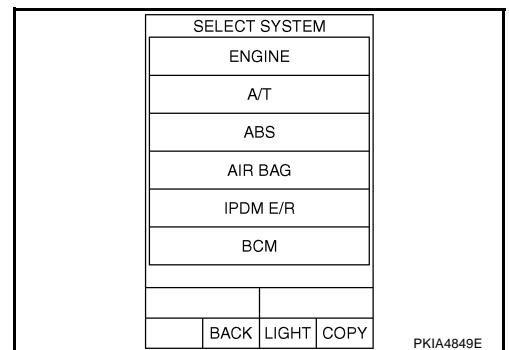 SELECT SYSTEM
ENGINE
A/T
ABS
AIR BAG
IPDM E/R
BCM
BACK LIGHT COPY
PKIA4849E